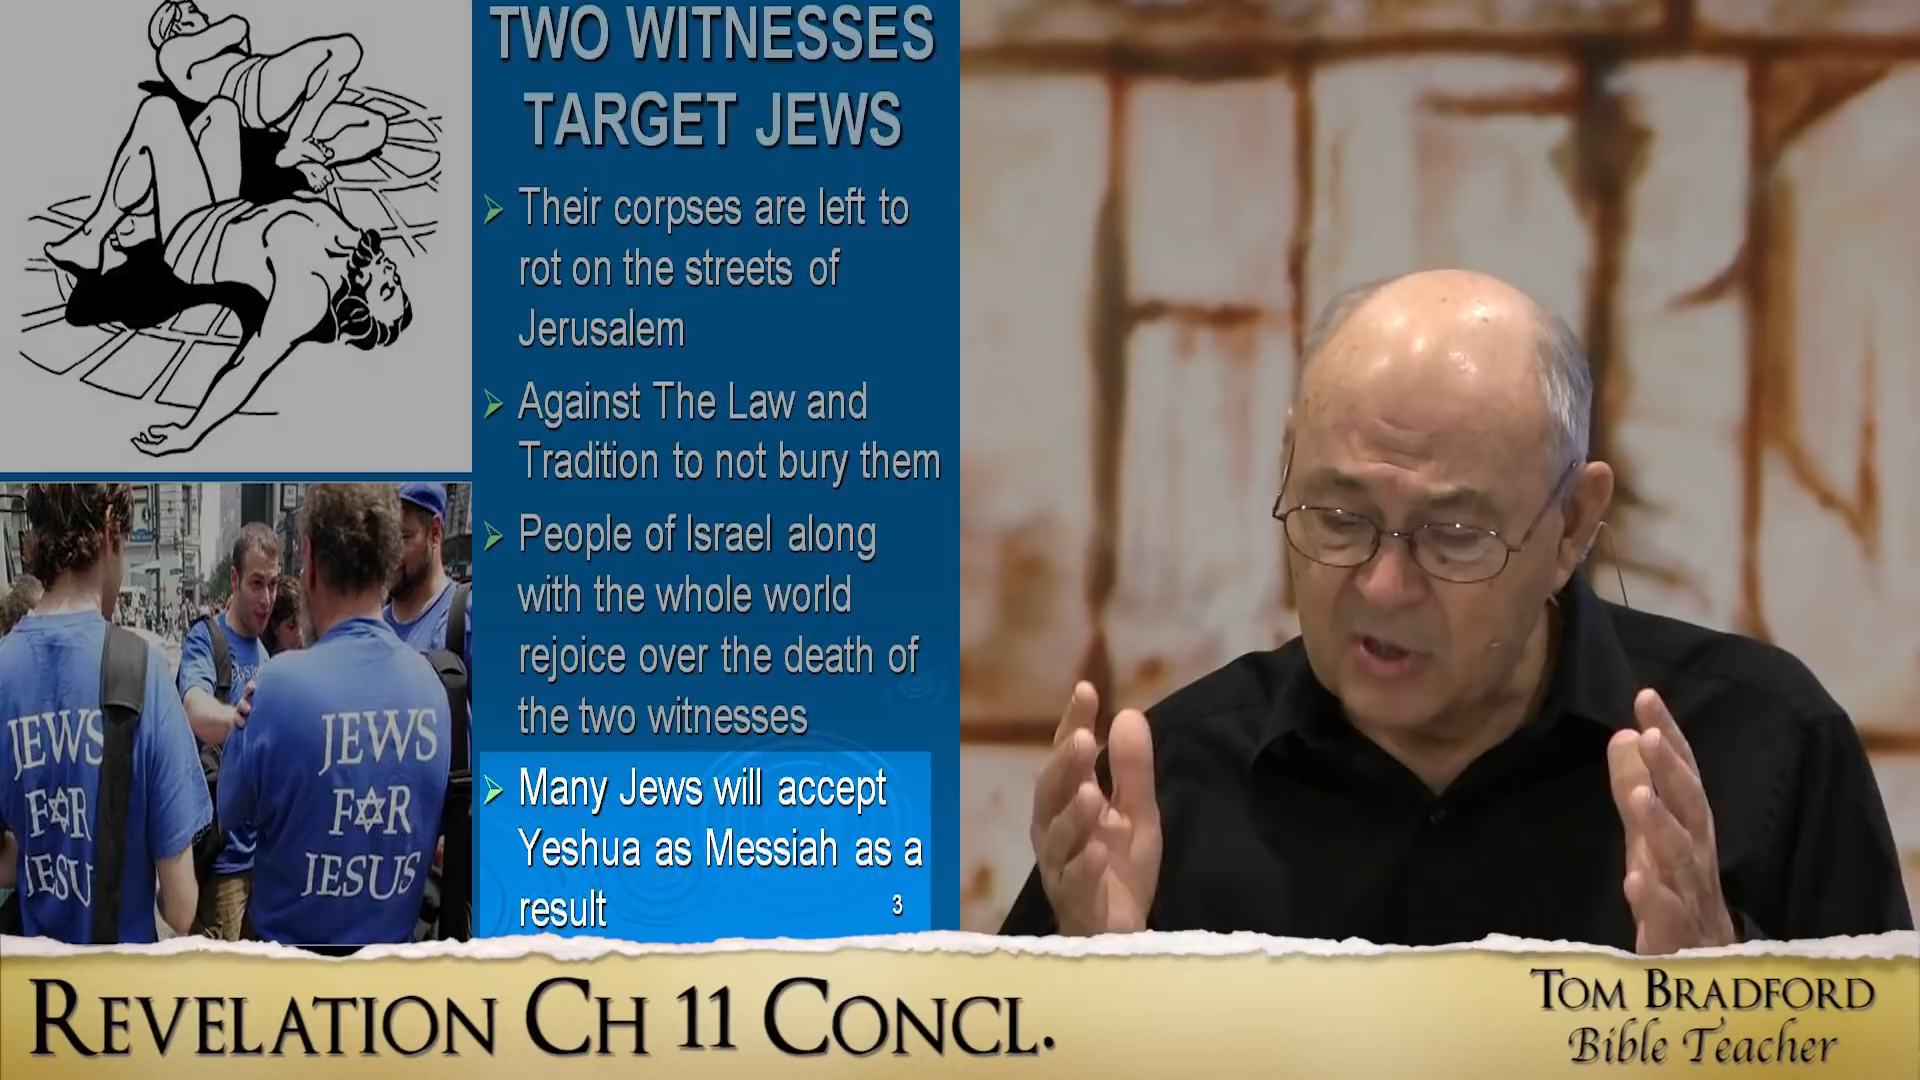 TWO WITNESSES
TARGET JEWS
Their corpses are left to
rot on the streets of
Jerusalem
Against The Law and
Tradition to not bury them
People of Israel along
with the whole world
rejoice over the death of
the two witnesses
Many Jews will accept
Yeshua as Messiah as a
result
3
JEWS
F✡R
JESU
JEWS
F✡R
JESUS
REVELATION CH 11 CONCL.
TOM BRADFORD
Bible Teacher